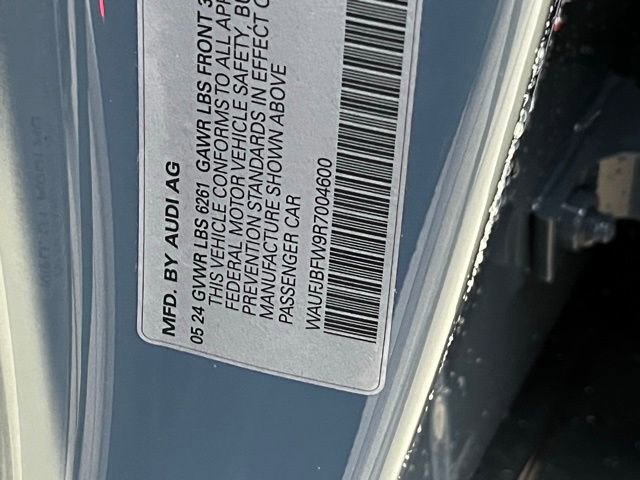 MFD. BY AUDI AG
05 24 GVWR LBS 6261 GAWR LBS FRONT 3
THIS VEHICLE CONFORMS TO ALL APP
FEDERAL MOTOR VEHICLE SAFETY, BU
PREVENTION STANDARDS IN EFFECT O
MANUFACTURE SHOWN ABOVE
PASSENGER CAR
WAUFJBFW9R7004600